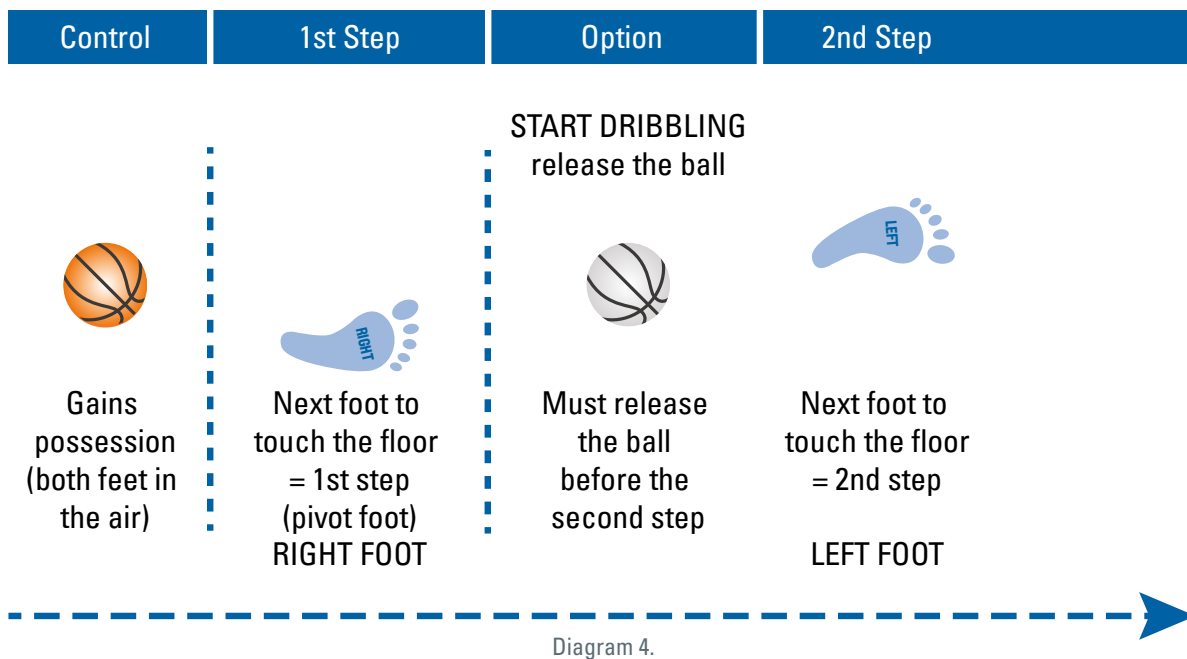 Control
1st Step
Option
2nd Step
START DRIBBLING
release the ball
LEFT
RIGHT
Gains
possession
(both feet in
the air)
Next foot to
touch the floor
= 1st step
(pivot foot)
RIGHT FOOT
Must release
the ball
before the
second step
Next foot to
touch the floor
= 2nd step
LEFT FOOT
Diagram 4.